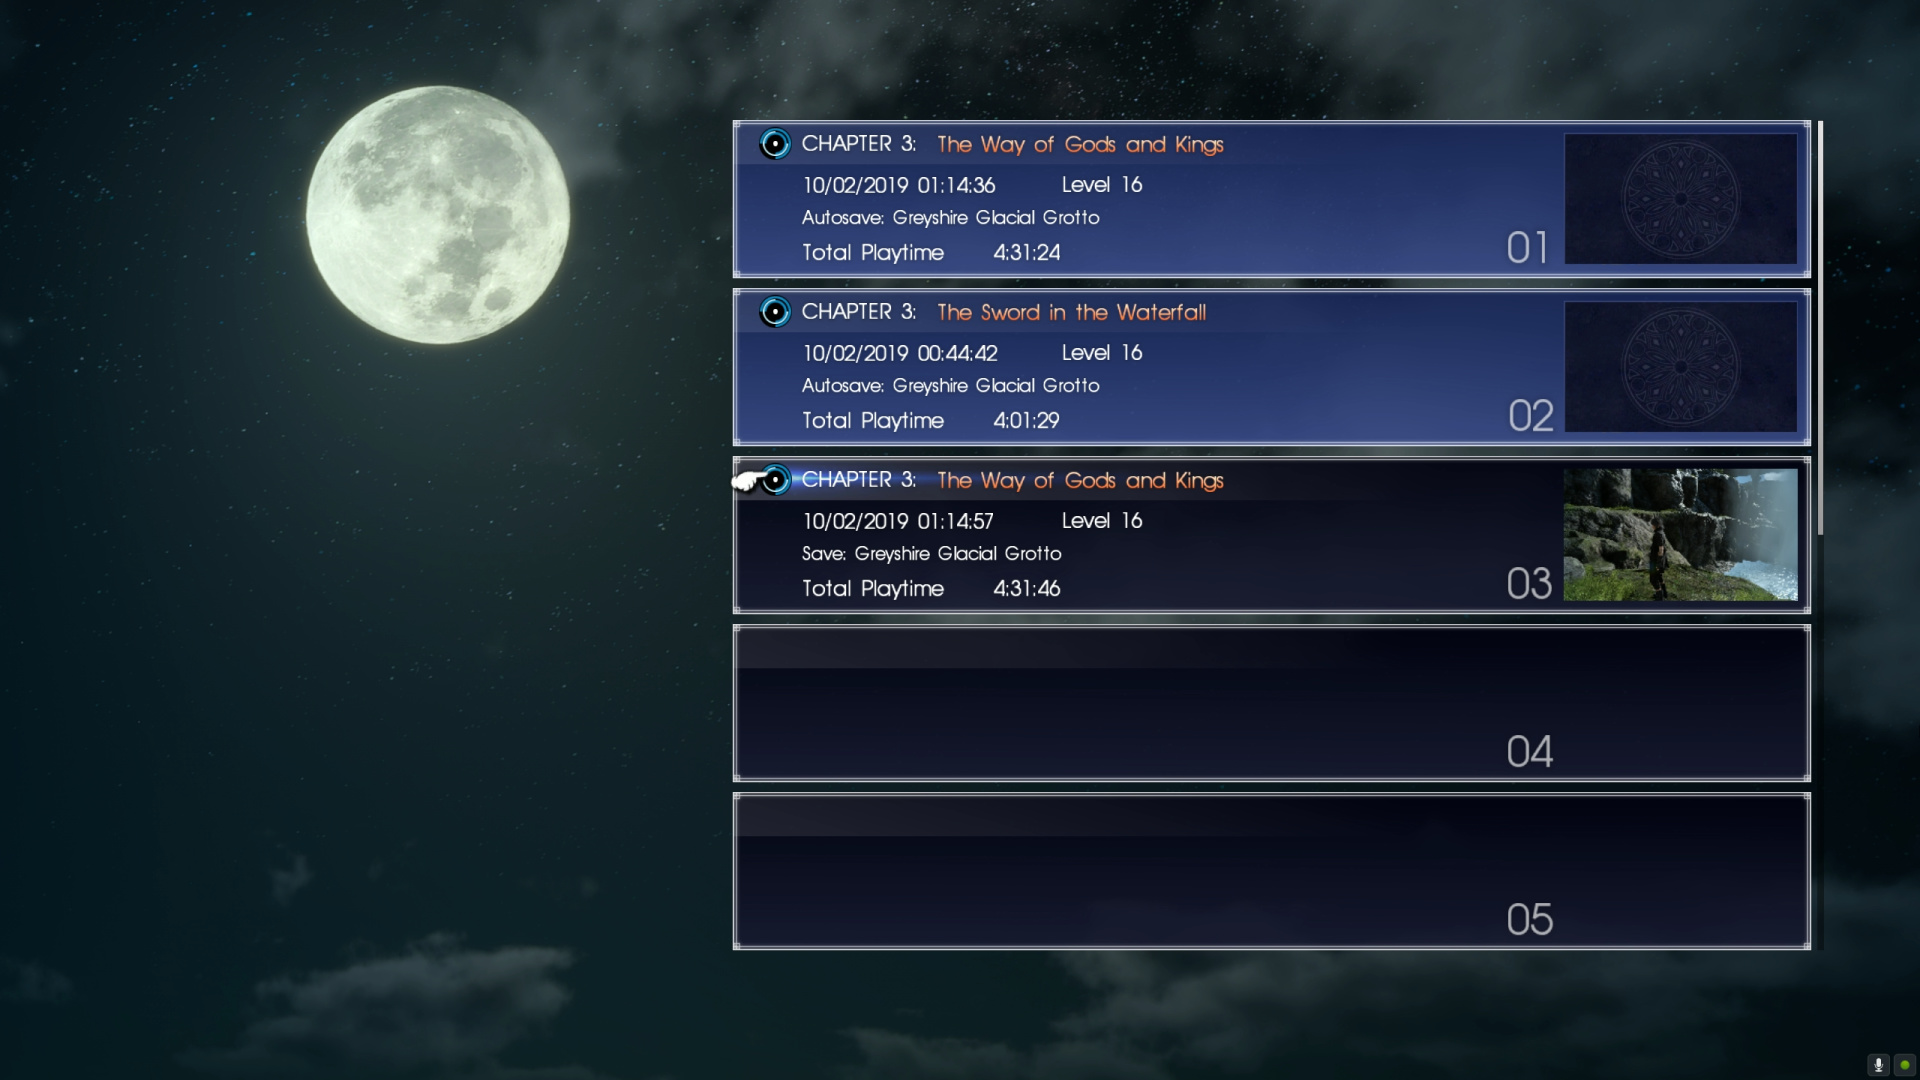 CHAPTER 3: The Way of Gods and Kings
10/02/2019 01:14:36 Level 16
Autosave: Greyshire Glacial Grotto
Total Playtime 4:31:24
01
CHAPTER 3: The Sword in the Waterfall
10/02/2019 00:44:42 Level 16
Autosave: Greyshire Glacial Grotto
Total Playtime 4:01:29
02
CHAPTER 3: The Way of Gods and Kings
10/02/2019 01:14:57 Level 16
Save: Greyshire Glacial Grotto
Total Playtime 4:31:46
03
04
05